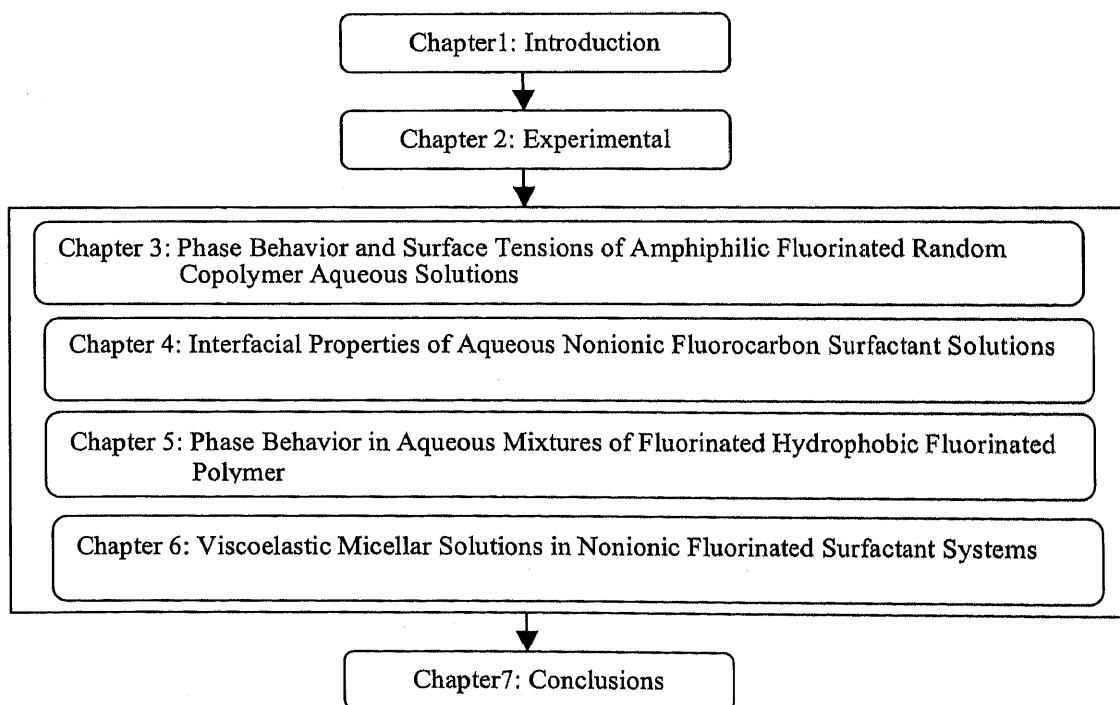 Chapter1: Introduction
Chapter 2: Experimental
Chapter 3: Phase Behavior and Surface Tensions of Amphiphilic Fluorinated Random
Copolymer Aqueous Solutions
Chapter 4: Interfacial Properties of Aqueous Nonionic Fluorocarbon Surfactant Solutions
Chapter 5: Phase Behavior in Aqueous Mixtures of Fluorinated Hydrophobic Fluorinated
Polymer
Chapter 6: Viscoelastic Micellar Solutions in Nonionic Fluorinated Surfactant Systems
Chapter7: Conclusions